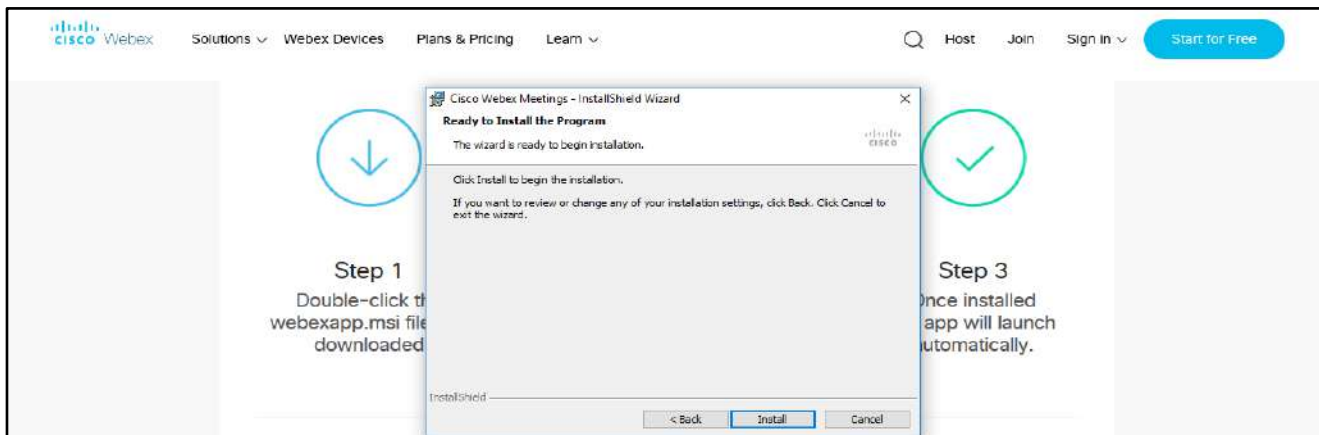 cisco Webex Solutions Webex Devices Plans & Pricing Learn Host Join Sign in Start for Free
Cisco Webex Meetings - InstallShield Wizard
Ready to Install the Program
The wizard is ready to begin installation.
cisco
Click Install to begin the installation.
If you want to review or change any of your installation settings, click Back. Click Cancel to
exit the wizard.
Step 1
Double-click th
webexapp.msi file
downloaded
Step 3
Once installed
app will launch
automatically.
InstallShield
< Back Install Cancel